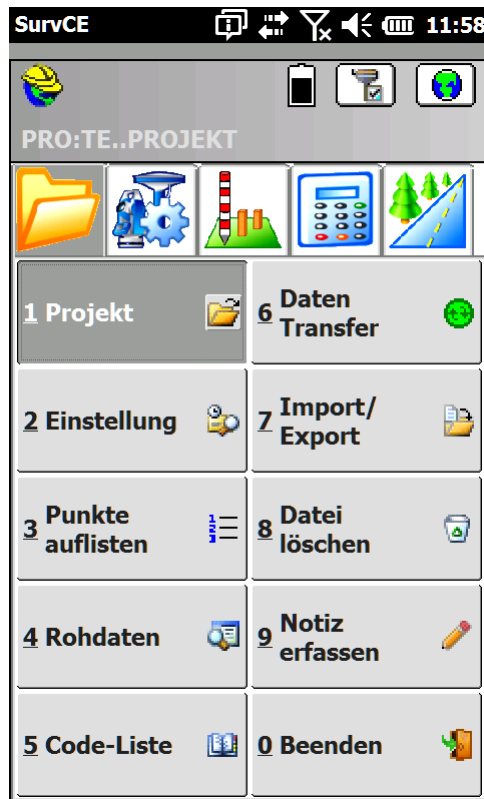 SurvCE 11:58
PRO:TE..PROJEKT
1 Projekt
6 Daten
Transfer
2 Einstellung
7 Import/
Export
3 Punkte
auflisten
8 Datei
löschen
4 Rohdaten
9 Notiz
erfassen
5 Code-Liste
0 Beenden